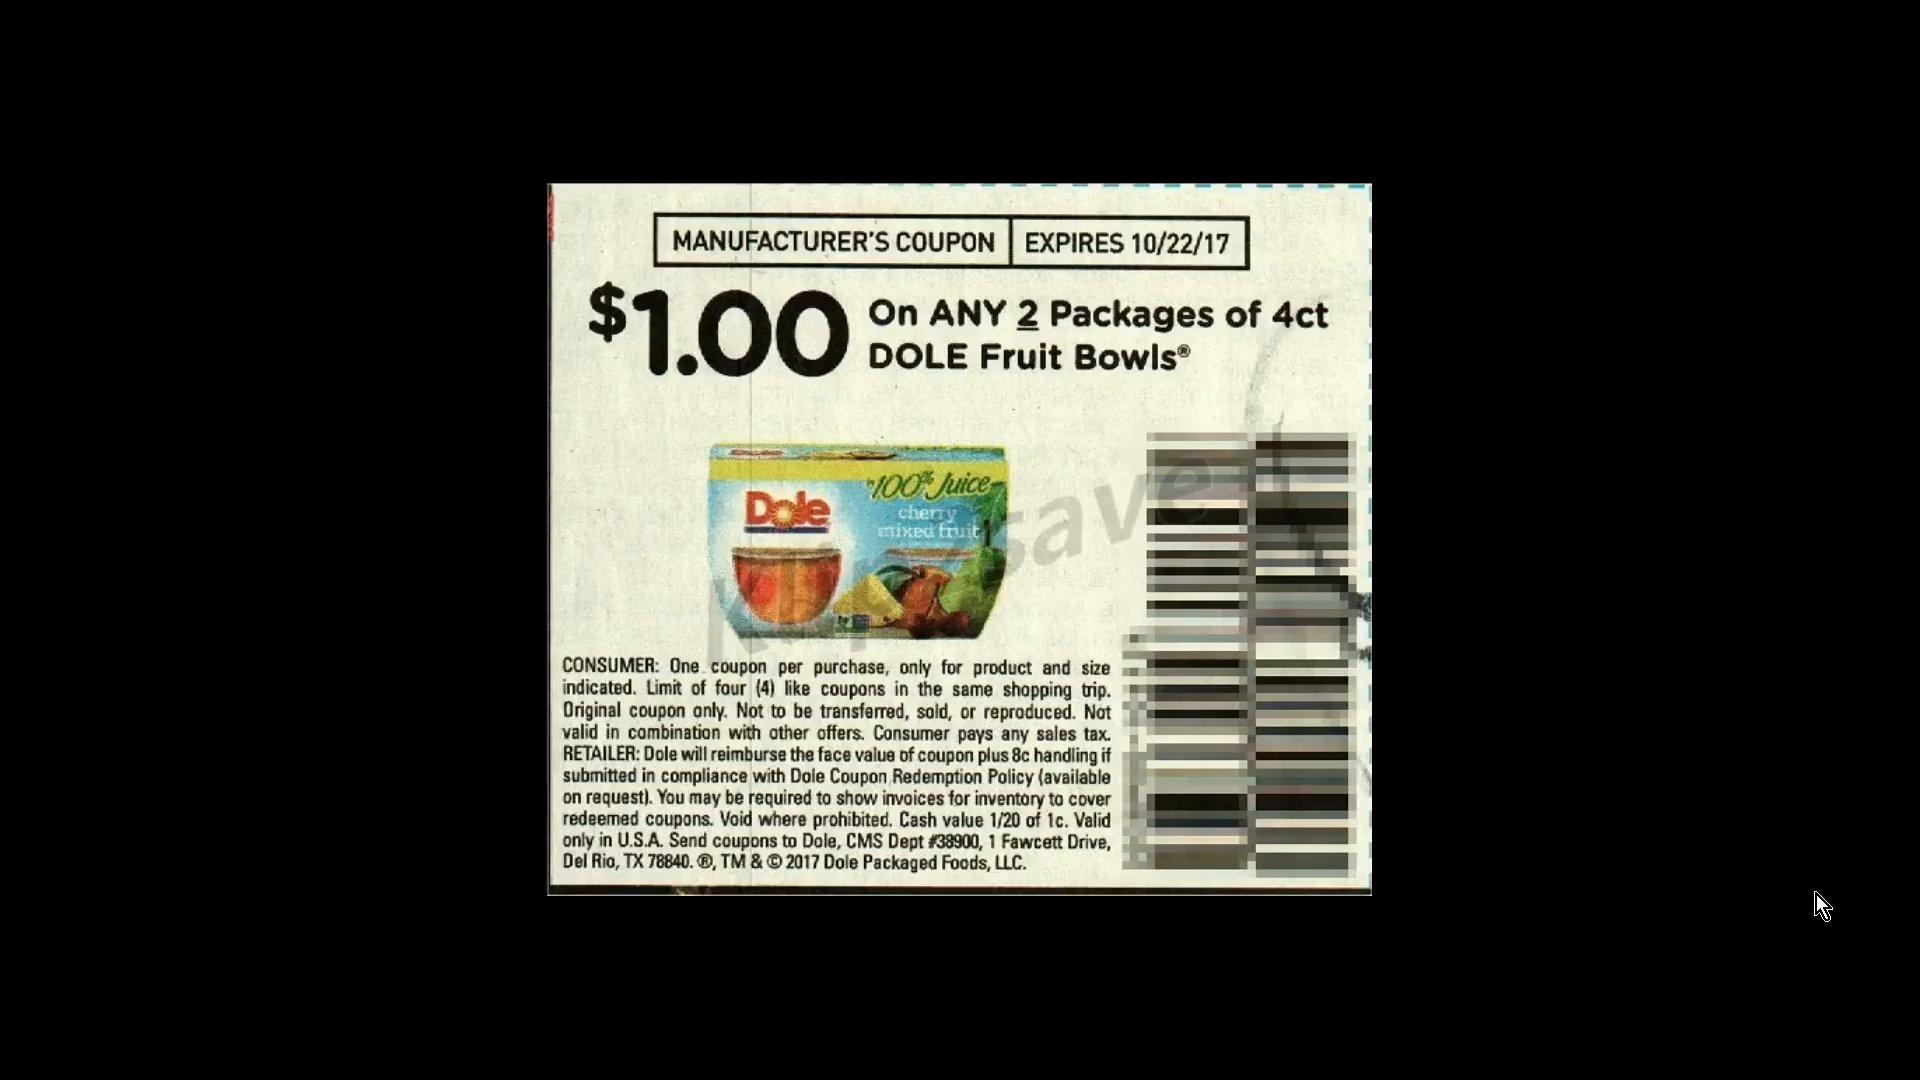 MANUFACTURER'S COUPON EXPIRES 10/22/17
$1.00 On ANY 2 Packages of 4ct
DOLE Fruit Bowls®
in 100% Juice
Dole
cherry
mixed fruit
CONSUMER: One coupon per purchase, only for product and size
indicated. Limit of four (4) like coupons in the same shopping trip.
Original coupon only. Not to be transferred, sold, or reproduced. Not
valid in combination with other offers. Consumer pays any sales tax.
RETAILER: Dole will reimburse the face value of coupon plus 8c handling if
submitted in compliance with Dole Coupon Redemption Policy (available
on request). You may be required to show invoices for inventory to cover
redeemed coupons. Void where prohibited. Cash value 1/20 of 1c. Valid
only in U.S.A. Send coupons to Dole, CMS Dept #38900, 1 Fawcett Drive,
Del Rio, TX 78840. ®, TM & © 2017 Dole Packaged Foods, LLC.